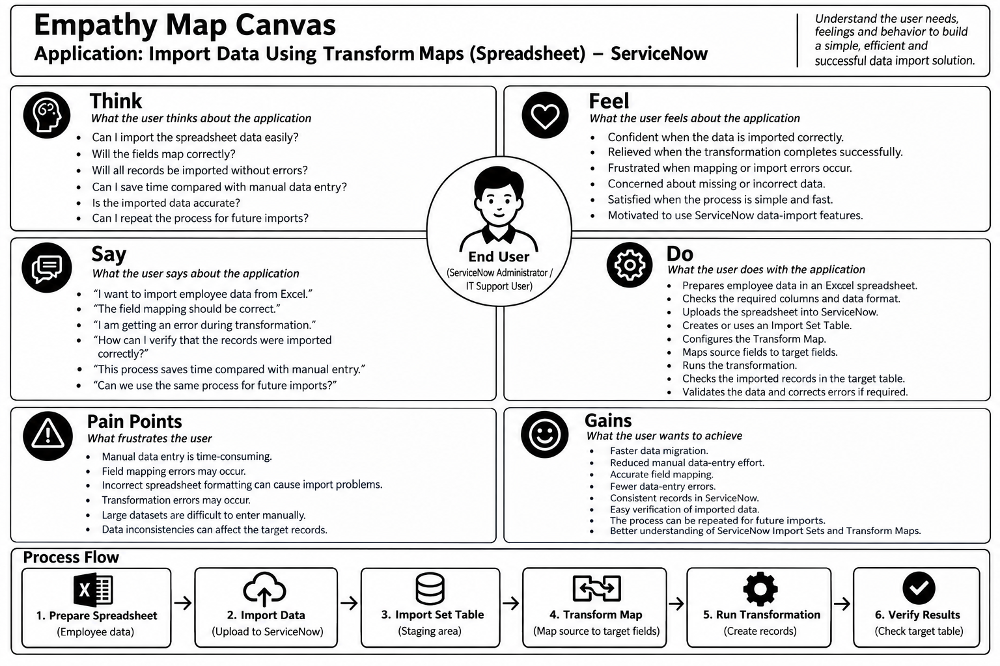 Empathy Map Canvas
Application: Import Data Using Transform Maps (Spreadsheet) – ServiceNow
Understand the user needs,
feelings and behavior to build
a simple, efficient and
successful data import solution.
Think
What the user thinks about the application
• Can I import the spreadsheet data easily?
• Will the fields map correctly?
• Will all records be imported without errors?
• Can I save time compared with manual data entry?
• Is the imported data accurate?
• Can I repeat the process for future imports?
Feel
What the user feels about the application
• Confident when the data is imported correctly.
• Relieved when the transformation completes successfully.
• Frustrated when mapping or import errors occur.
• Concerned about missing or incorrect data.
• Satisfied when the process is simple and fast.
• Motivated to use ServiceNow data-import features.
End User
(ServiceNow Administrator /
IT Support User)
Say
What the user says about the application
• “I want to import employee data from Excel.”
• “The field mapping should be correct.”
• “I am getting an error during transformation.”
• “How can I verify that the records were imported
correctly?”
• “This process saves time compared with manual entry.”
• “Can we use the same process for future imports?”
Do
What the user does with the application
• Prepares employee data in an Exccel spreadsheet.
• Checks the required columns and data format.
• Uploads the spreadsheet into ServiceNow.
• Creates or uses an Import Set Table.
• Configures the Transform Map.
• Maps source fields to target fields.
• Runs the transformation.
• Checks the imported records in the target table.
• Validates the data and corrects errors if required.
Pain Points
What frustrates the user
• Manual data entry is time-consuming.
• Field mapping errors may occur.
• Incorrect spreadsheet formatting can cause import problems.
• Transformation errors may occur.
• Large datasets are difficult to enter manually.
• Data inconsistencies can affect the target records.
Gains
What the user wants to achieve
• Faster data migration.
• Reduced manual data-entry effort.
• Accurate field mapping.
• Fewer data-entry errors.
• Consistent records in ServiceNow.
• Easy verification of imported data.
• The process can be repeated for future imports.
• Better understanding of ServiceNow Import Sets and Transform Maps.
Process Flow
X
1. Prepare Spreadsheet
(Employee data)
2. Import Data
(Upload to ServiceNow)
3. Import Set Table
(Staging area)
4. Transform Map
(Map source to target fields)
5. Run Transformation
(Create records)
6. Verify Results
(Check target table)